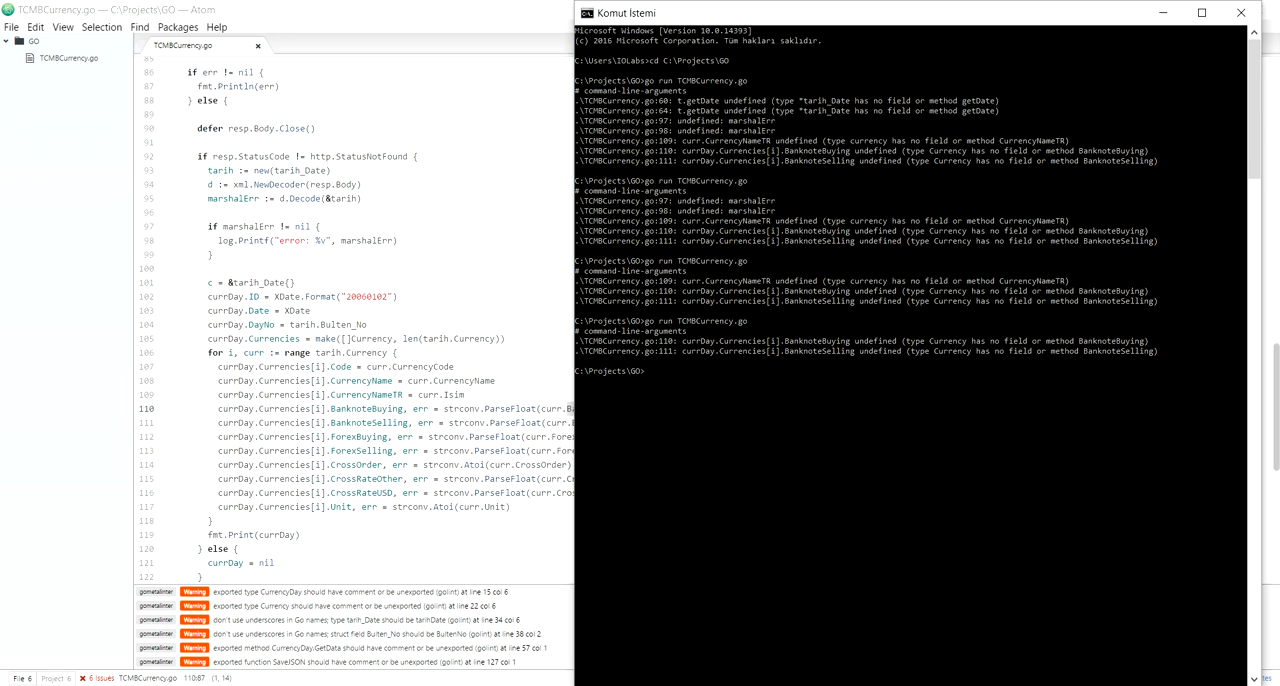 TCMBCurrency.go — C:\Projects\GO — Atom
File Edit View Selection Find Packages Help
GO
TCMBCurrency.go
TCMBCurrency.go
85
86 if err != nil {
87 fmt.Println(err)
88 } else {
89
90 defer resp.Body.Close()
91
92 if resp.StatusCode != http.StatusNotFound {
93 tarih := new(tarih_Date)
94 d := xml.NewDecoder(resp.Body)
95 marshalErr := d.Decode(&tarih)
96
97 if marshalErr != nil {
98 log.Printf("error: %v", marshalErr)
99 }
100
101 c = &tarih_Date{}
102 currDay.ID = XDate.Format("20060102")
103 currDay.Date = XDate
104 currDay.DayNo = tarih.Bulten_No
105 currDay.Currencies = make([]Currency, len(tarih.Currency))
106 for i, curr := range tarih.Currency {
107 currDay.Currencies[i].Code = curr.CurrencyCode
108 currDay.Currencies[i].CurrencyName = curr.CurrencyName
109 currDay.Currencies[i].CurrencyNameTR = curr.Isim
110 currDay.Currencies[i].BanknoteBuying, err = strconv.ParseFloat(curr.Ba
111 currDay.Currencies[i].BanknoteSelling, err = strconv.ParseFloat(curr.
112 currDay.Currencies[i].ForexBuying, err = strconv.ParseFloat(curr.Fore
113 currDay.Currencies[i].ForexSelling, err = strconv.ParseFloat(curr.For
114 currDay.Currencies[i].CrossOrder, err = strconv.Atoi(curr.CrossOrder)
115 currDay.Currencies[i].CrossRateOther, err = strconv.ParseFloat(curr.Cr
116 currDay.Currencies[i].CrossRateUSD, err = strconv.ParseFloat(curr.Cros
117 currDay.Currencies[i].Unit, err = strconv.Atoi(curr.Unit)
118 }
119 fmt.Print(currDay)
120 } else {
121 currDay = nil
122 }
gometalinter Warning exported type CurrencyDay should have comment or be unexported (golint) at line 15 col 6
gometalinter Warning exported type Currency should have comment or be unexported (golint) at line 22 col 6
gometalinter Warning don't use underscores in Go names; type tarih_Date should be tarihDate (golint) at line 34 col 6
gometalinter Warning don't use underscores in Go names; struct field Bulten_No should be BultenNo (golint) at line 38 col 2
gometalinter Warning exported method CurrencyDay.GetData should have comment or be unexported (golint) at line 57 col 1
gometalinter Warning exported function SaveJSON should have comment or be unexported (golint) at line 127 col 1
File 6 Project 6 6 Issues TCMBCurrency.go 110:87 (1, 14)
Komut İstemi
Microsoft Windows [Version 10.0.14393]
(c) 2016 Microsoft Corporation. Tüm hakları saklıdır.
C:\Users\IOLabs>cd C:\Projects\GO
C:\Projects\GO>go run TCMBCurrency.go
# command-line-arguments
.\TCMBCurrency.go:60: t.getDate undefined (type *tarih_Date has no field or method getDate)
.\TCMBCurrency.go:64: t.getDate undefined (type *tarih_Date has no field or method getDate)
.\TCMBCurrency.go:97: undefined: marshalErr
.\TCMBCurrency.go:98: undefined: marshalErr
.\TCMBCurrency.go:109: curr.CurrencyNameTR undefined (type currency has no field or method CurrencyNameTR)
.\TCMBCurrency.go:110: currDay.Currencies[i].BanknoteBuying undefined (type Currency has no field or method BanknoteBuying)
.\TCMBCurrency.go:111: currDay.Currencies[i].BanknoteSelling undefined (type Currency has no field or method BanknoteSelling)
C:\Projects\GO>go run TCMBCurrency.go
# command-line-arguments
.\TCMBCurrency.go:97: undefined: marshalErr
.\TCMBCurrency.go:98: undefined: marshalErr
.\TCMBCurrency.go:109: curr.CurrencyNameTR undefined (type currency has no field or method CurrencyNameTR)
.\TCMBCurrency.go:110: currDay.Currencies[i].BanknoteBuying undefined (type Currency has no field or method BanknoteBuying)
.\TCMBCurrency.go:111: currDay.Currencies[i].BanknoteSelling undefined (type Currency has no field or method BanknoteSelling)
C:\Projects\GO>go run TCMBCurrency.go
# command-line-arguments
.\TCMBCurrency.go:109: curr.CurrencyNameTR undefined (type currency has no field or method CurrencyNameTR)
.\TCMBCurrency.go:110: currDay.Currencies[i].BanknoteBuying undefined (type Currency has no field or method BanknoteBuying)
.\TCMBCurrency.go:111: currDay.Currencies[i].BanknoteSelling undefined (type Currency has no field or method BanknoteSelling)
C:\Projects\GO>go run TCMBCurrency.go
# command-line-arguments
.\TCMBCurrency.go:110: currDay.Currencies[i].BanknoteBuying undefined (type Currency has no field or method BanknoteBuying)
.\TCMBCurrency.go:111: currDay.Currencies[i].BanknoteSelling undefined (type Currency has no field or method BanknoteSelling)
C:\Projects\GO>